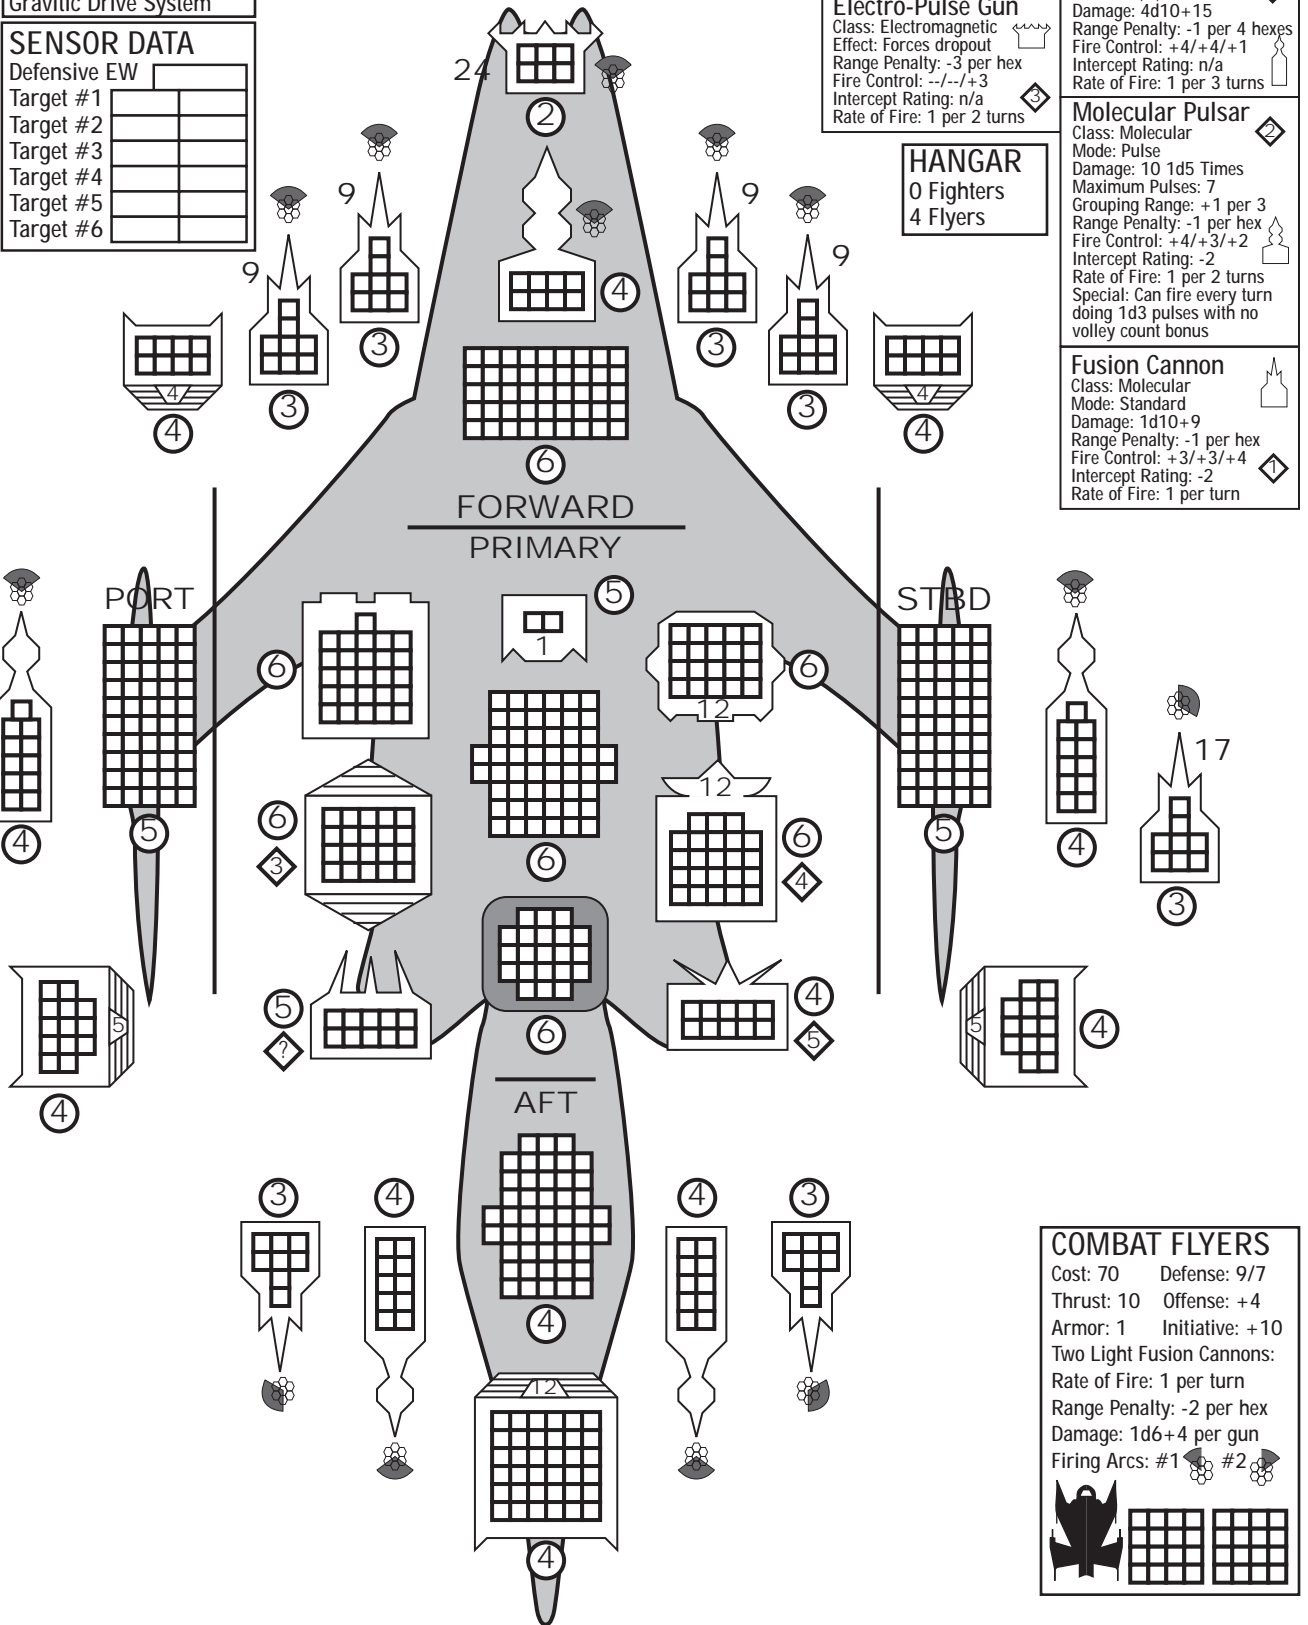 Gravitic Drive System
SENSOR DATA
Defensive EW
Target #1
Target #2
Target #3
Target #4
Target #5
Target #6
Electro-Pulse Gun
Class: Electromagnetic
Effect: Forces dropout
Range Penalty: -3 per hex
Fire Control: --/--/+3
Intercept Rating: n/a
Rate of Fire: 1 per 2 turns
3
Damage: 4d10+15
Range Penalty: -1 per 4 hexes
Fire Control: +4/+4/+1
Intercept Rating: n/a
Rate of Fire: 1 per 3 turns
Molecular Pulsar
2
Class: Molecular
Mode: Pulse
Damage: 10 1d5 Times
Maximum Pulses: 7
Grouping Range: +1 per 3
Range Penalty: -1 per hex
Fire Control: +4/+3/+2
Intercept Rating: -2
Rate of Fire: 1 per 2 turns
Special: Can fire every turn
doing 1d3 pulses with no
volley count bonus
Fusion Cannon
Class: Molecular
Mode: Standard
Damage: 1d10+9
Range Penalty: -1 per hex
Fire Control: +3/+3/+4
Intercept Rating: -2
Rate of Fire: 1 per turn
1
HANGAR
0 Fighters
4 Flyers
24
2
9
9
9
9
4
3
3
3
3
4
4
4
4
6
FORWARD
PRIMARY
PORT
STBD
5
1
6
6
12
12
17
4
5
6
3
6
6
4
5
4
3
5
4
5
?
6
4
5
5
4
4
AFT
3
4
4
3
4
12
4
COMBAT FLYERS
Cost: 70 Defense: 9/7
Thrust: 10 Offense: +4
Armor: 1 Initiative: +10
Two Light Fusion Cannons:
Rate of Fire: 1 per turn
Range Penalty: -2 per hex
Damage: 1d6+4 per gun
Firing Arcs: #1 #2